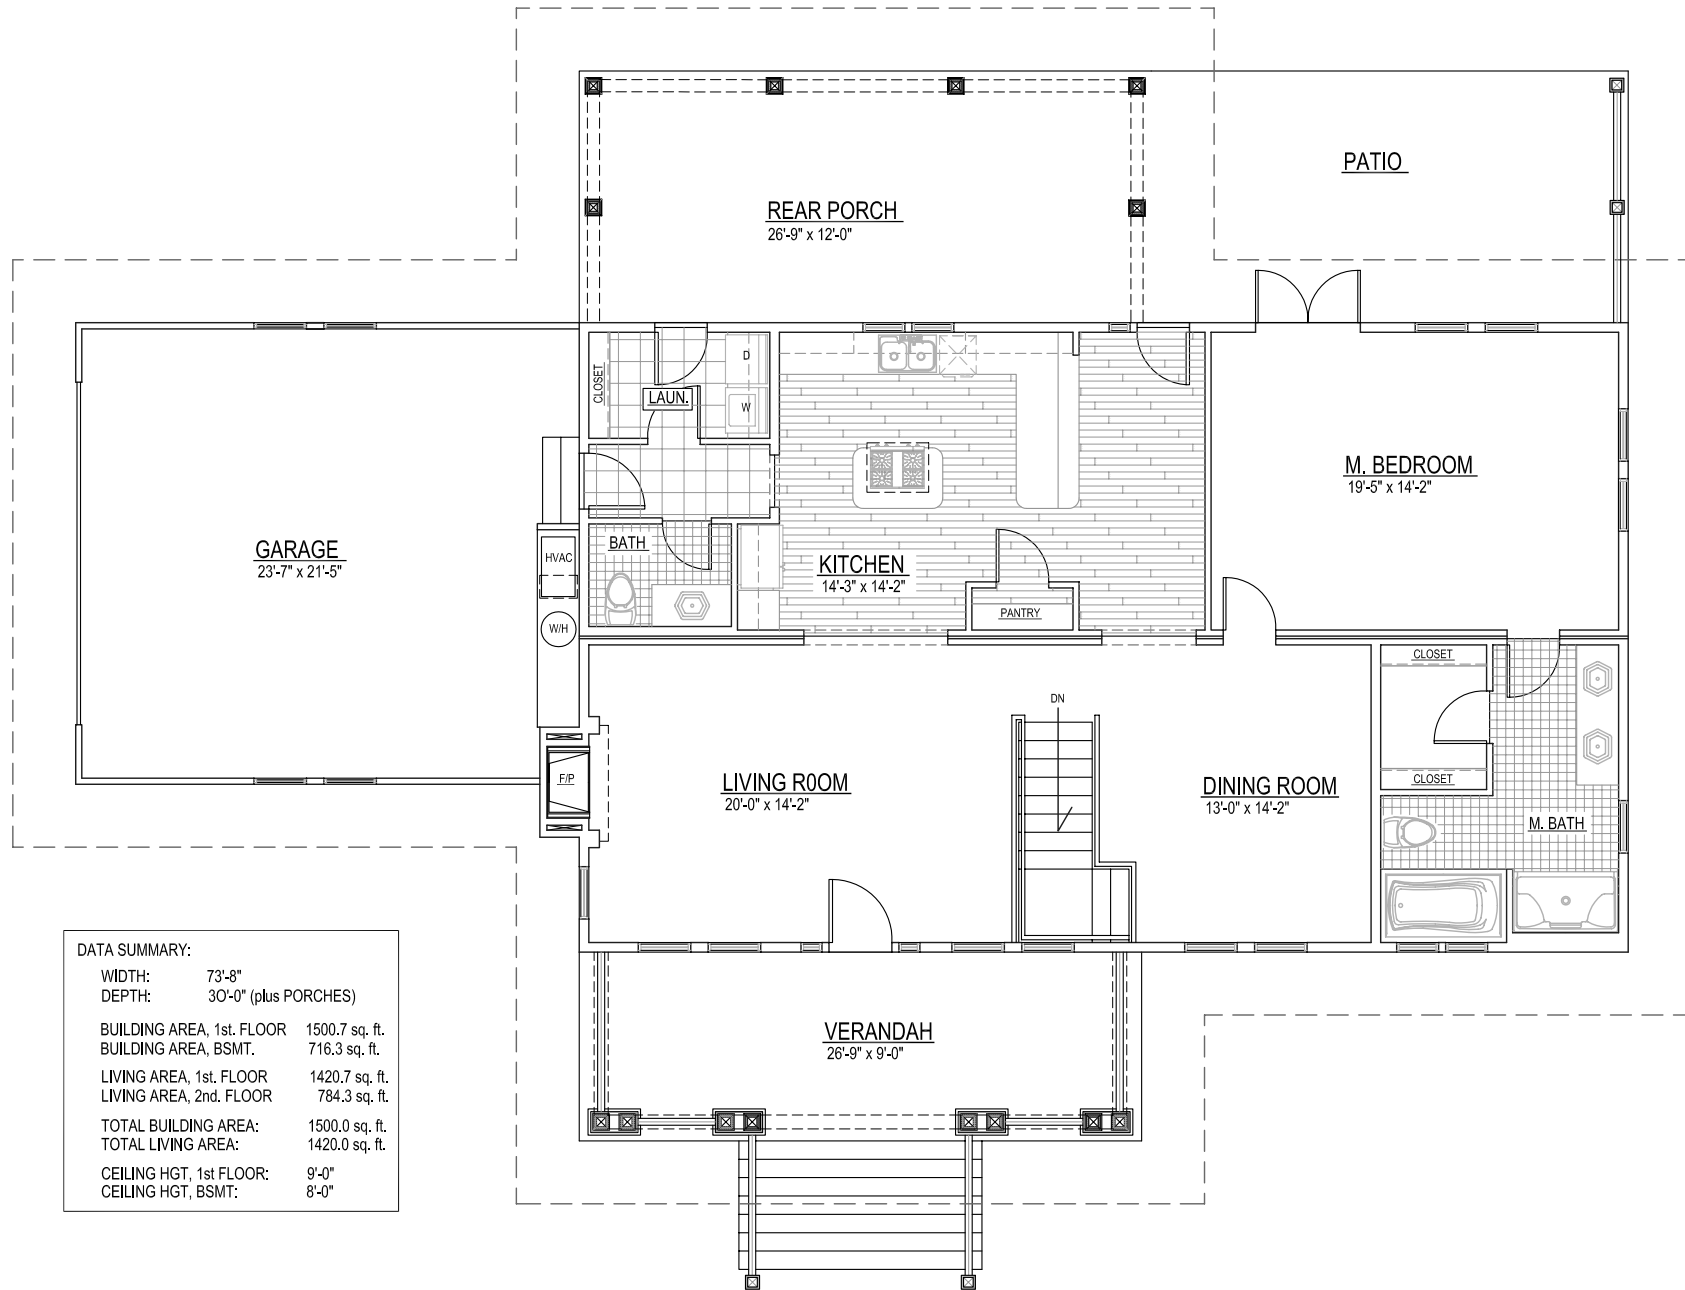 PATIO
REAR PORCH
26'-9" x 12'-0"
CLOSET
D
LAUN.
W
M. BEDROOM
19'-5" x 14'-2"
GARAGE
23'-7" x 21'-5"
HVAC
BATH
KITCHEN
14'-3" x 14'-2"
PANTRY
W/H
CLOSET
DN
F/P
LIVING R0OM
20'-0" x 14'-2"
DINING ROOM
13'-0" x 14'-2"
CLOSET
M. BATH
DATA SUMMARY:
WIDTH: 73'-8"
DEPTH: 3O'-0" (plus PORCHES)
BUILDING AREA, 1st. FLOOR 1500.7 sq. ft.
BUILDING AREA, BSMT. 716.3 sq. ft.
LIVING AREA, 1st. FLOOR 1420.7 sq. ft.
LIVING AREA, 2nd. FLOOR 784.3 sq. ft.
TOTAL BUILDING AREA: 1500.0 sq. ft.
TOTAL LIVING AREA: 1420.0 sq. ft.
CEILING HGT, 1st FLOOR: 9'-0"
CEILING HGT, BSMT: 8'-0"
VERANDAH
26'-9" x 9'-0"